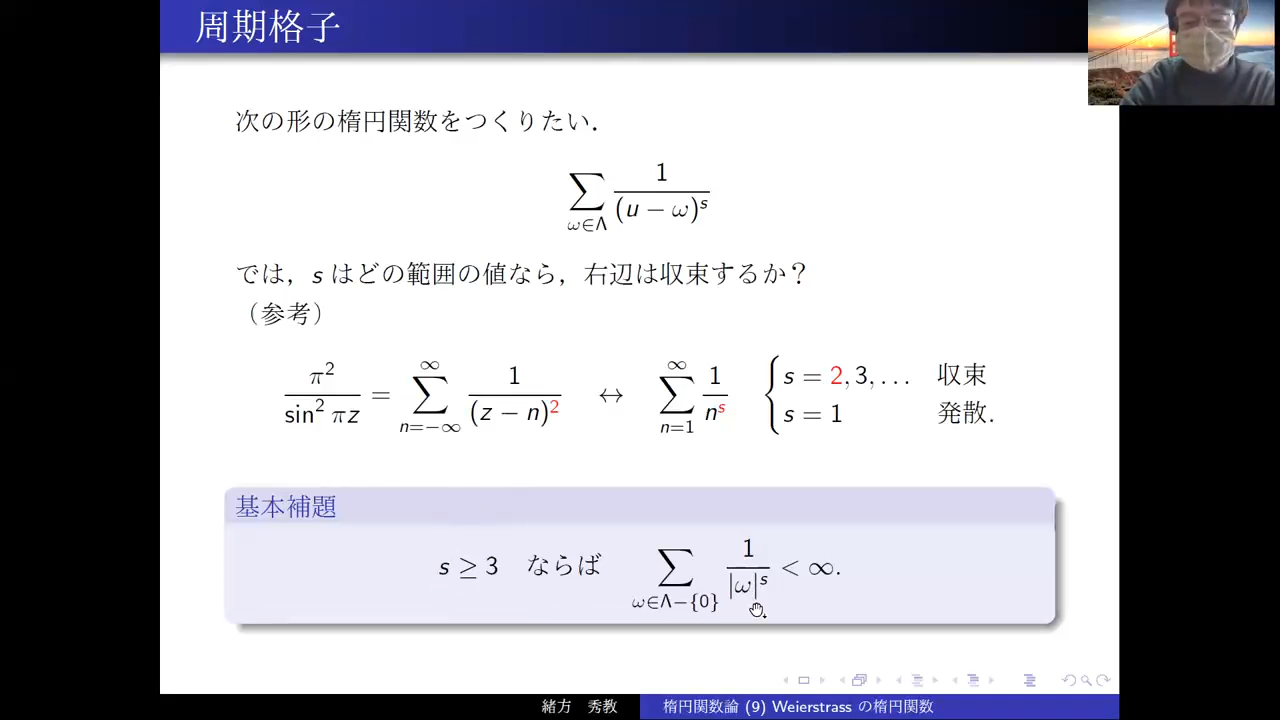 周期格子
次の形の楕円関数をつくりたい.
∑_{ω∈Λ} 1/(u − ω)^s
では, s はどの範囲の値なら, 右辺は収束するか？
（参考）
π²/sin² πz = ∑_{n=−∞}^{∞} 1/(z − n)² ↔ ∑_{n=1}^{∞} 1/n^s { s = 2, 3, . . . 収束
s = 1 発散.
基本補題
s ≥ 3 ならば ∑_{ω∈Λ−{0}} 1/|ω|^s < ∞.
緒方 秀教 楕円関数論 (9) Weierstrass の楕円関数